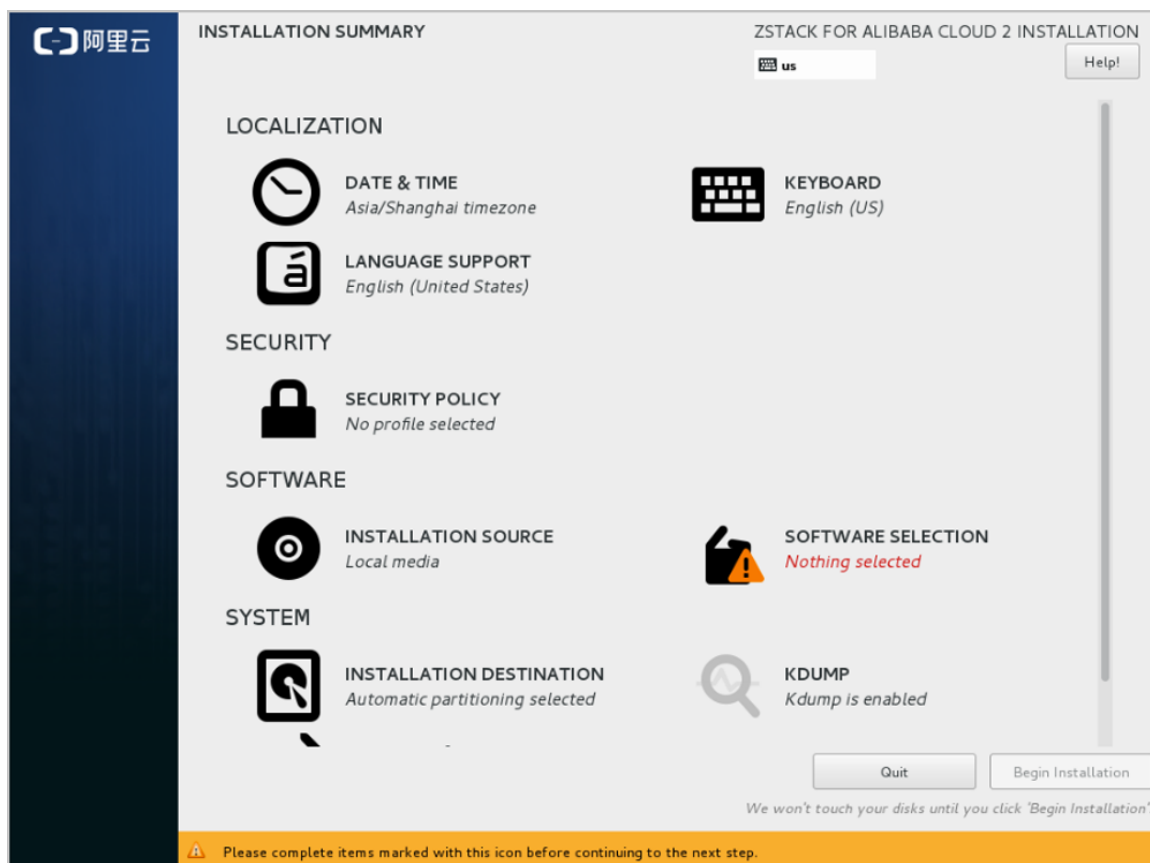 阿里云
INSTALLATION SUMMARY
ZSTACK FOR ALIBABA CLOUD 2 INSTALLATION
us
Help!
LOCALIZATION
DATE & TIME
Asia/Shanghai timezone
KEYBOARD
English (US)
LANGUAGE SUPPORT
English (United States)
SECURITY
SECURITY POLICY
No profile selected
SOFTWARE
INSTALLATION SOURCE
Local media
SOFTWARE SELECTION
Nothing selected
SYSTEM
INSTALLATION DESTINATION
Automatic partitioning selected
KDUMP
Kdump is enabled
Quit
Begin Installation
We won't touch your disks until you click 'Begin Installation'
Please complete items marked with this icon before continuing to the next step.